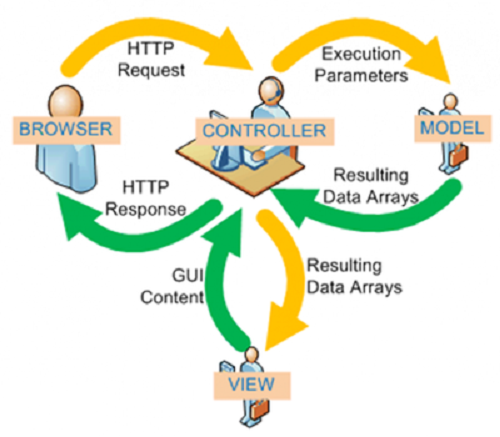 HTTP
Request
Execution
Parameters
BROWSER
CONTROLLER
MODEL
HTTP
Response
Resulting
Data Arrays
GUI
Content
Resulting
Data Arrays
VIEW